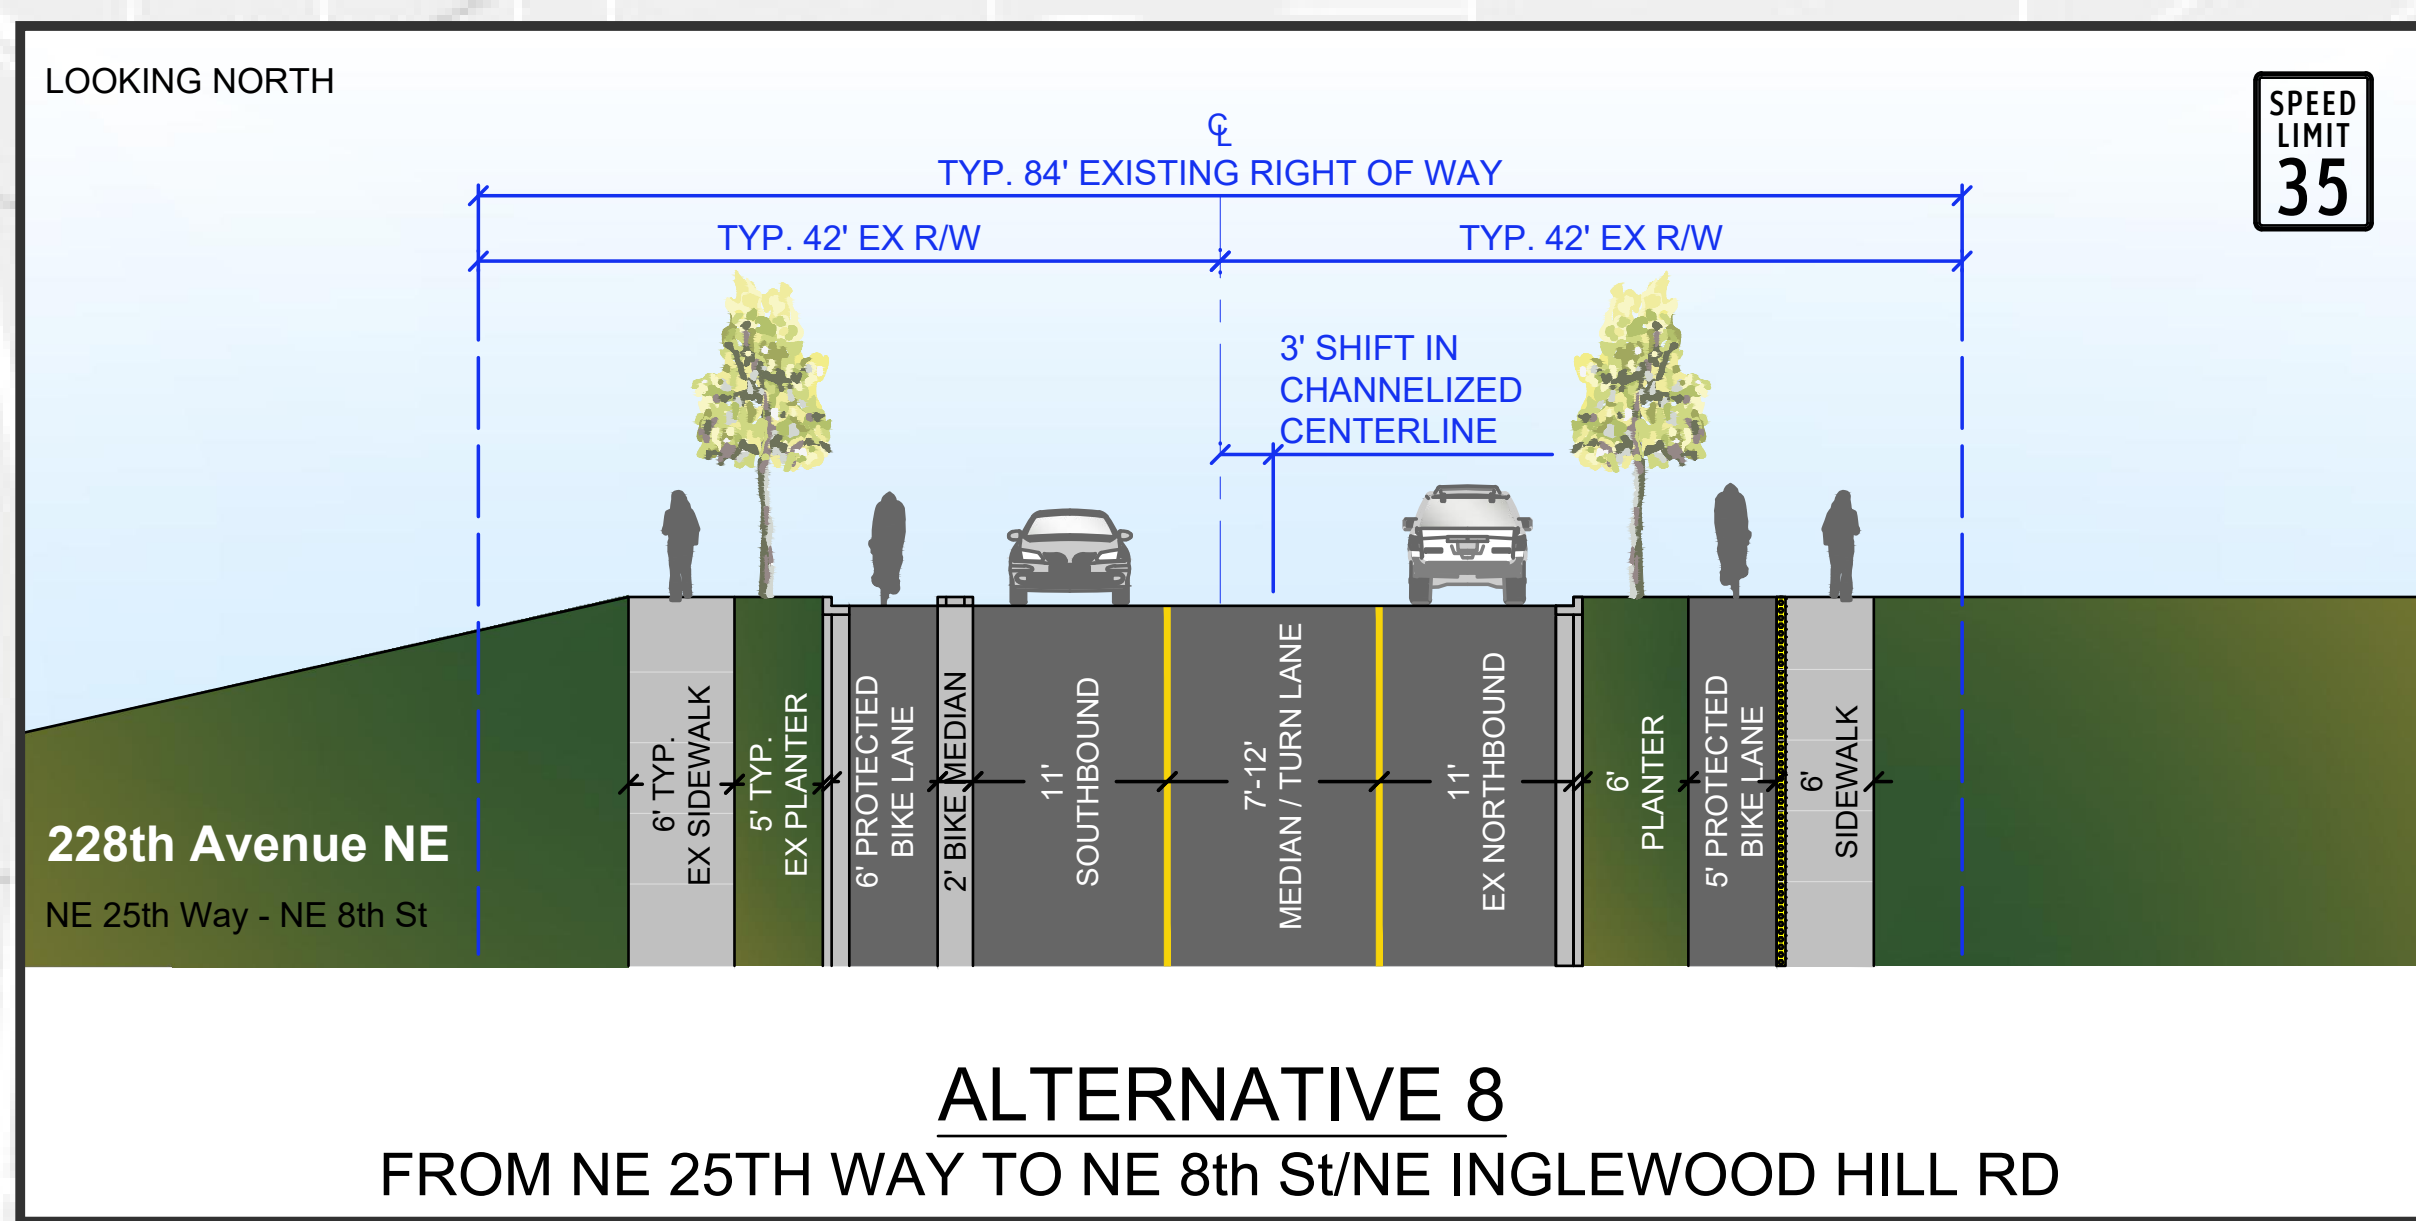 LOOKING NORTH
SPEED
LIMIT
35
℄
TYP. 84' EXISTING RIGHT OF WAY
TYP. 42' EX R/W
TYP. 42' EX R/W
3' SHIFT IN
CHANNELIZED
CENTERLINE
6' TYP.
EX SIDEWALK
5' TYP.
EX PLANTER
6' PROTECTED
BIKE LANE
2' BIKE MEDIAN
11'
SOUTHBOUND
7'-12'
MEDIAN / TURN LANE
11'
EX NORTHBOUND
6'
PLANTER
5' PROTECTED
BIKE LANE
6'
SIDEWALK
228th Avenue NE
NE 25th Way - NE 8th St
ALTERNATIVE 8
FROM NE 25TH WAY TO NE 8th St/NE INGLEWOOD HILL RD